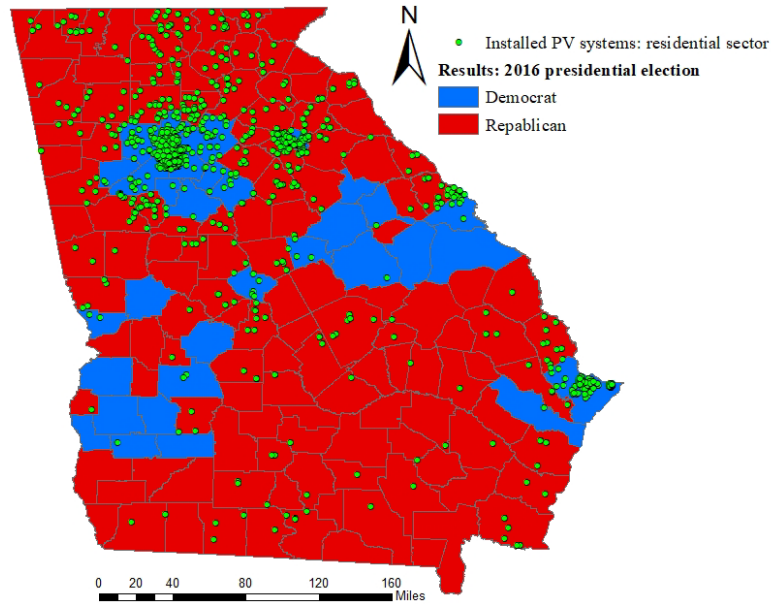 N
Installed PV systems: residential sector
Results: 2016 presidential election
Democrat
Repablican
0 20 40 80 120 160
Miles